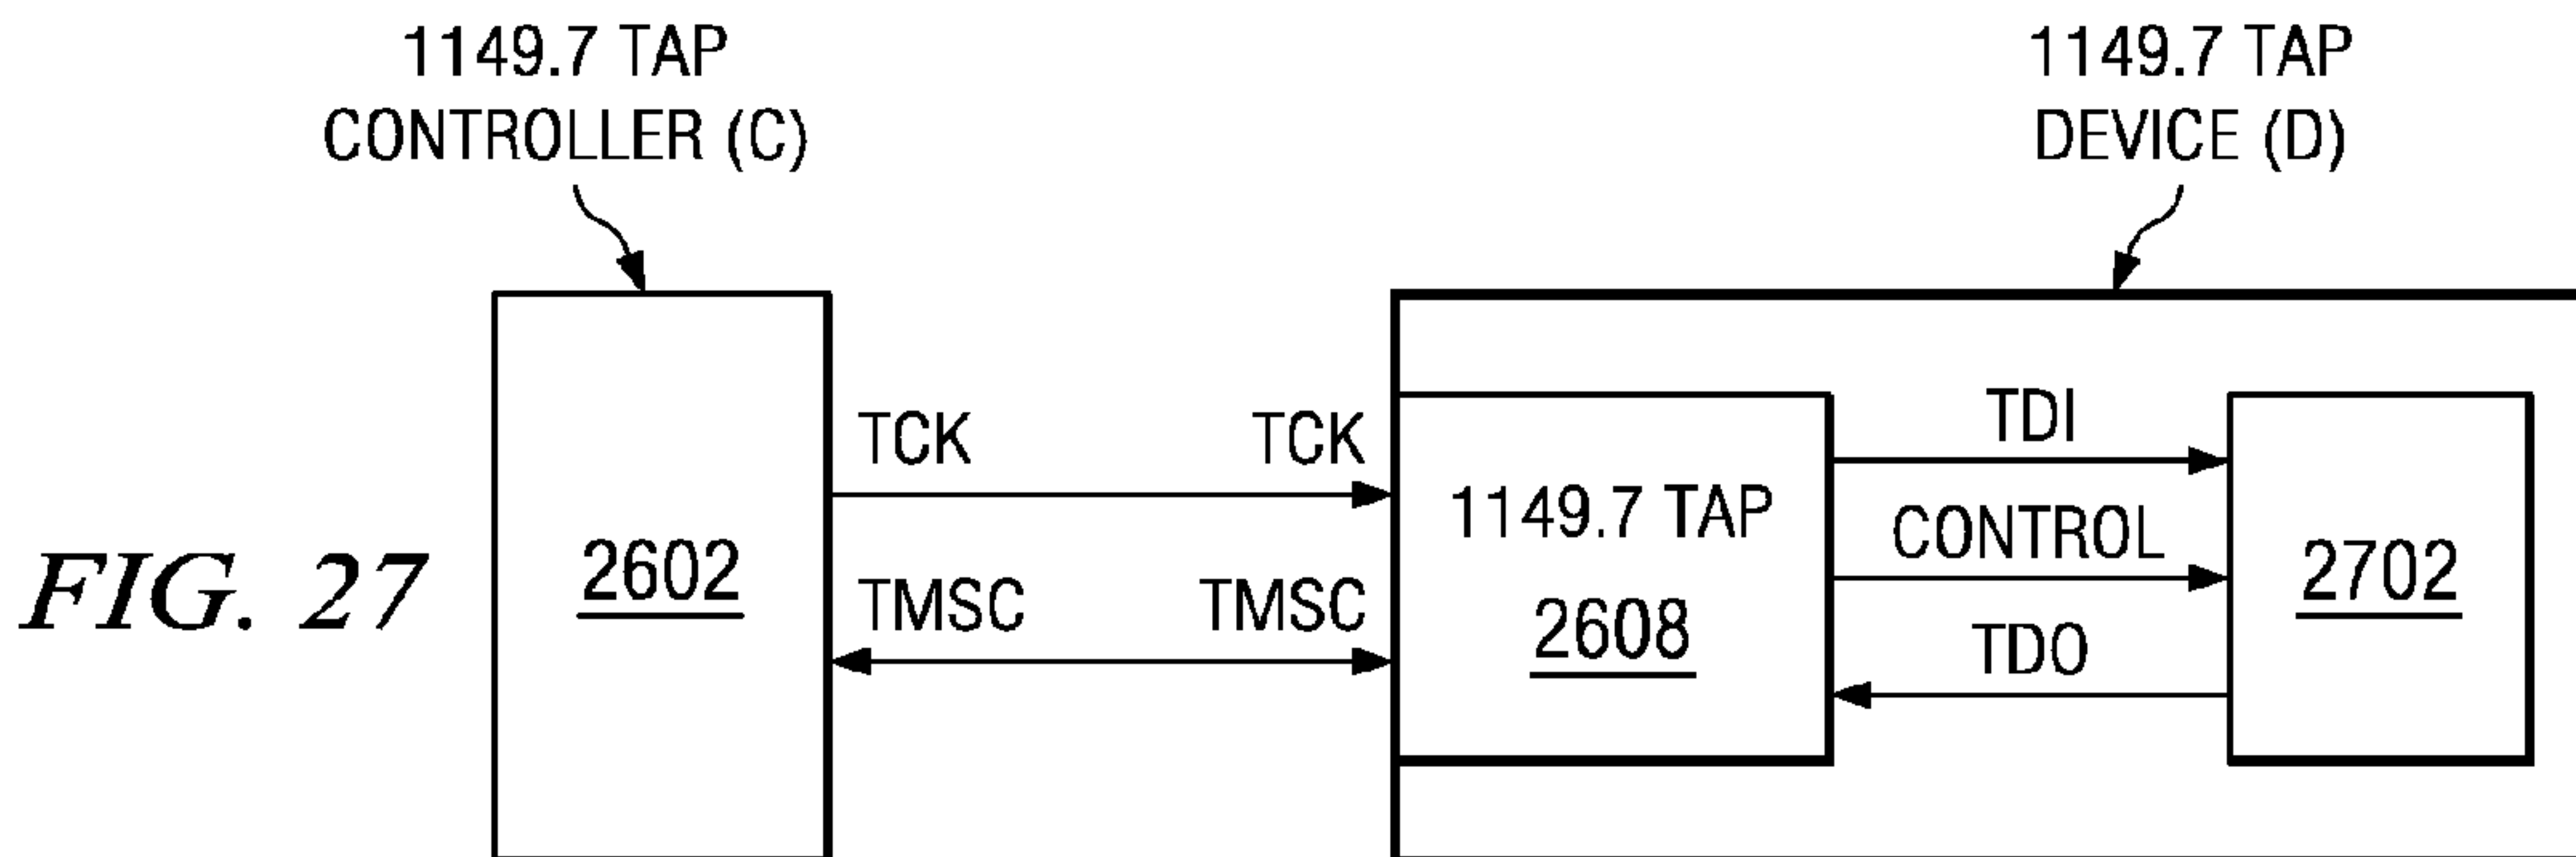 1149.7 TAP
CONTROLLER (C)
1149.7 TAP
DEVICE (D)
FIG. 27
2602
TCK
TCK
TMSC
TMSC
1149.7 TAP
2608
TDI
CONTROL
TDO
2702